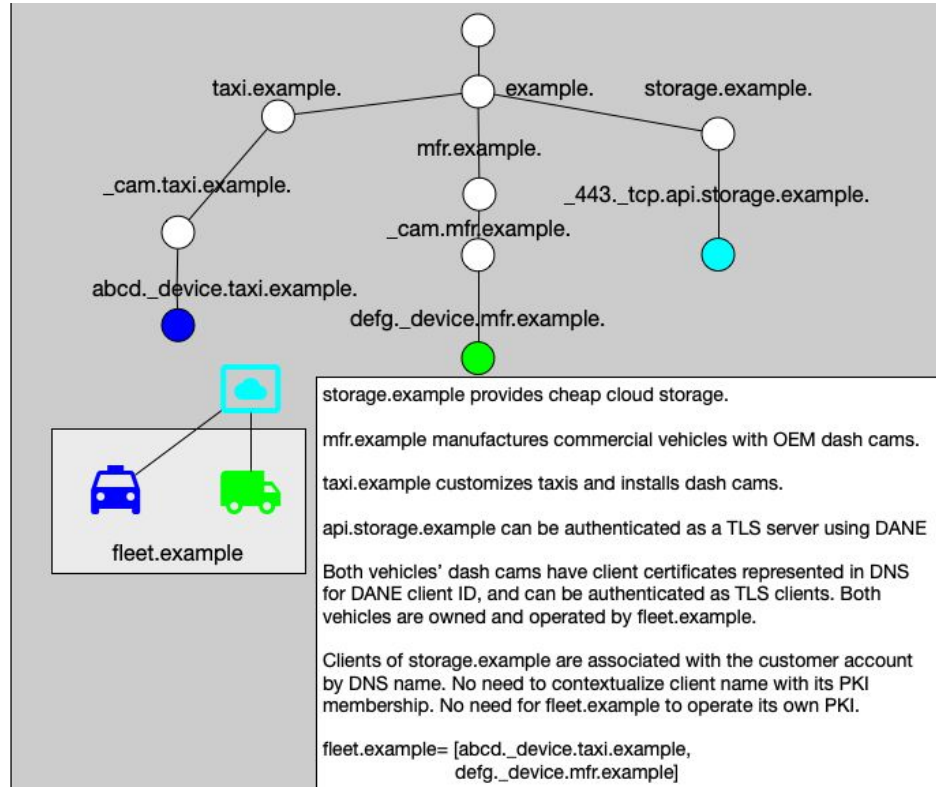 taxi.example.
example.
storage.example.
mfr.example.
_cam.taxi.example.
_443._tcp.api.storage.example.
_cam.mfr.example.
abcd._device.taxi.example.
defg._device.mfr.example.
fleet.example
storage.example provides cheap cloud storage.
mfr.example manufactures commercial vehicles with OEM dash cams.
taxi.example customizes taxis and installs dash cams.
api.storage.example can be authenticated as a TLS server using DANE
Both vehicles’ dash cams have client certificates represented in DNS
for DANE client ID, and can be authenticated as TLS clients. Both
vehicles are owned and operated by fleet.example.
Clients of storage.example are associated with the customer account
by DNS name. No need to contextualize client name with its PKI
membership. No need for fleet.example to operate its own PKI.
fleet.example= [abcd._device.taxi.example,
defg._device.mfr.example]